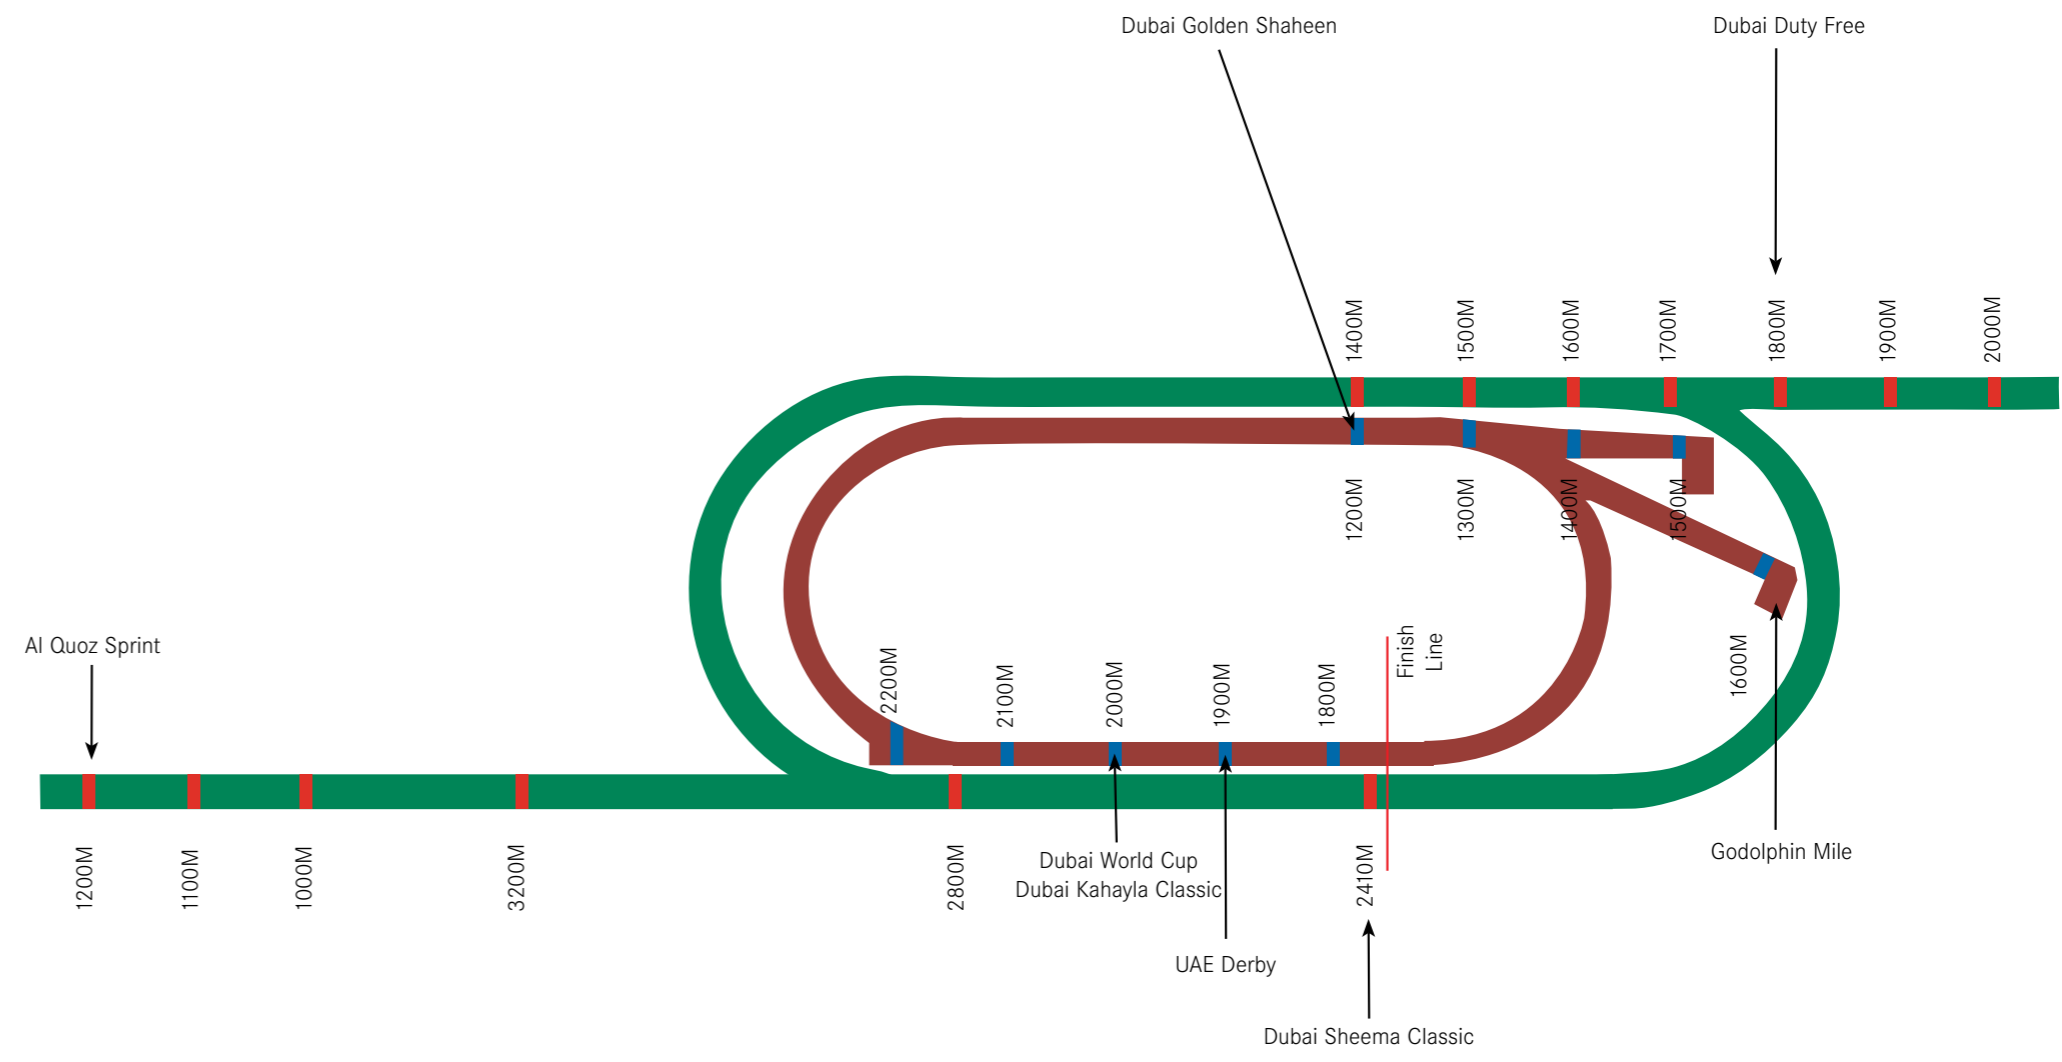 Dubai Golden Shaheen
Dubai Duty Free
1400M
1500M
1600M
1700M
1800M
1900M
2000M
1200M
1300M
1400M
1500M
Al Quoz Sprint
2200M
2100M
2000M
1900M
1800M
Finish
Line
1600M
1200M
1100M
1000M
3200M
2800M
2410M
Dubai World Cup
Dubai Kahayla Classic
Godolphin Mile
UAE Derby
Dubai Sheema Classic